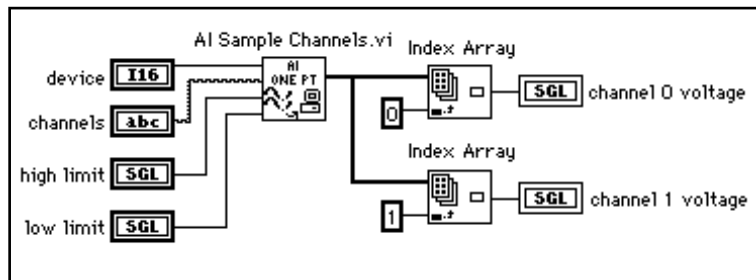 AI Sample Channels.vi
Index Array
device
I16
AI
ONE PT
SGL
channel 0 voltage
channels
abc
0
Index Array
high limit
SGL
SGL
channel 1 voltage
low limit
SGL
1